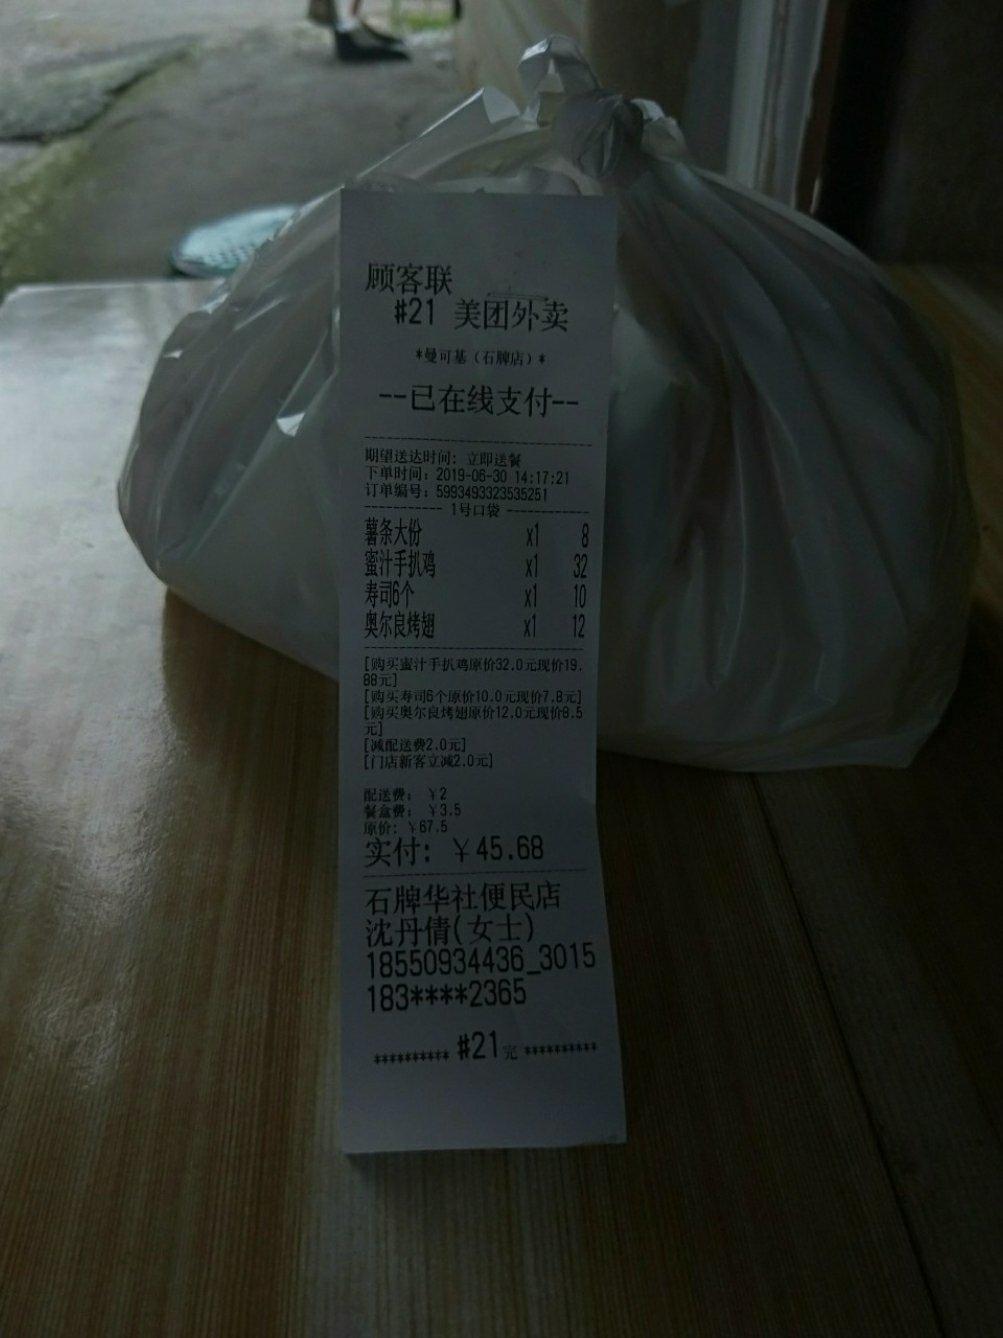 顾客联
#21 美团外卖
*曼可基（石牌店）*
--已在线支付--
期望送达时间: 立即送餐
下单时间: 2019-06-30 14:17:21
订单编号: 5993493323535251
1号口袋
薯条大份 x1 8
蜜汁手扒鸡 x1 32
寿司6个 x1 10
奥尔良烤翅 x1 12
[购买蜜汁手扒鸡原价32.0元现价19.
88元]
[购买寿司6个原价10.0元现价7.8元]
[购买奥尔良烤翅原价12.0元现价8.5
元]
[减配送费2.0元]
[门店新客立减2.0元]
配送费: ￥2
餐盒费: ￥3.5
原价: ￥67.5
实付: ￥45.68
石牌华社便民店
沈丹倩(女士)
18550934436_3015
183****2365
********** #21完 **********